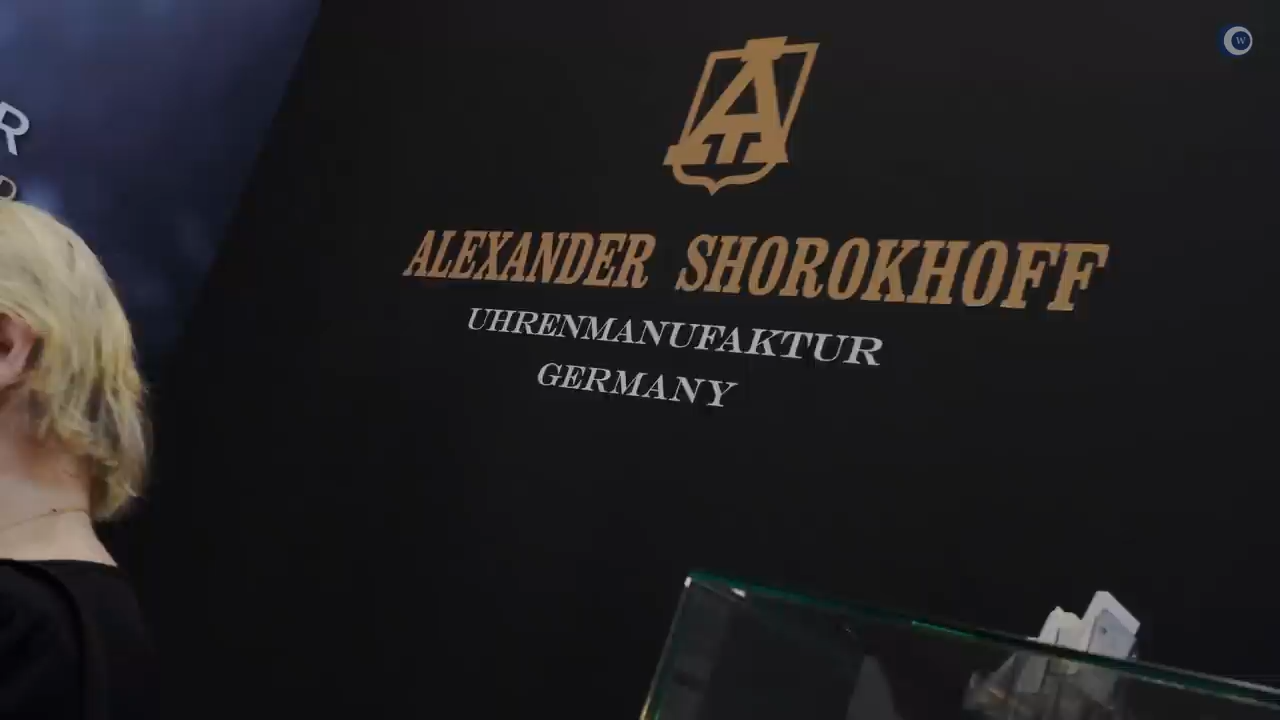 R
ALEXANDER SHOROKHOFF
UHRENMANUFAKTUR
GERMANY
W